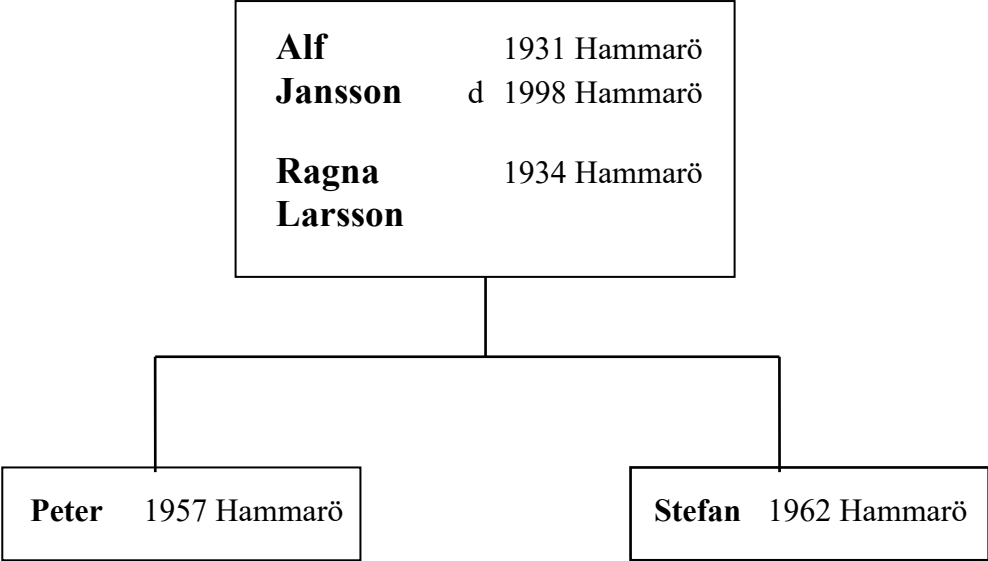 Alf 1931 Hammarö
Jansson d 1998 Hammarö
Ragna 1934 Hammarö
Larsson
Peter 1957 Hammarö
Stefan 1962 Hammarö